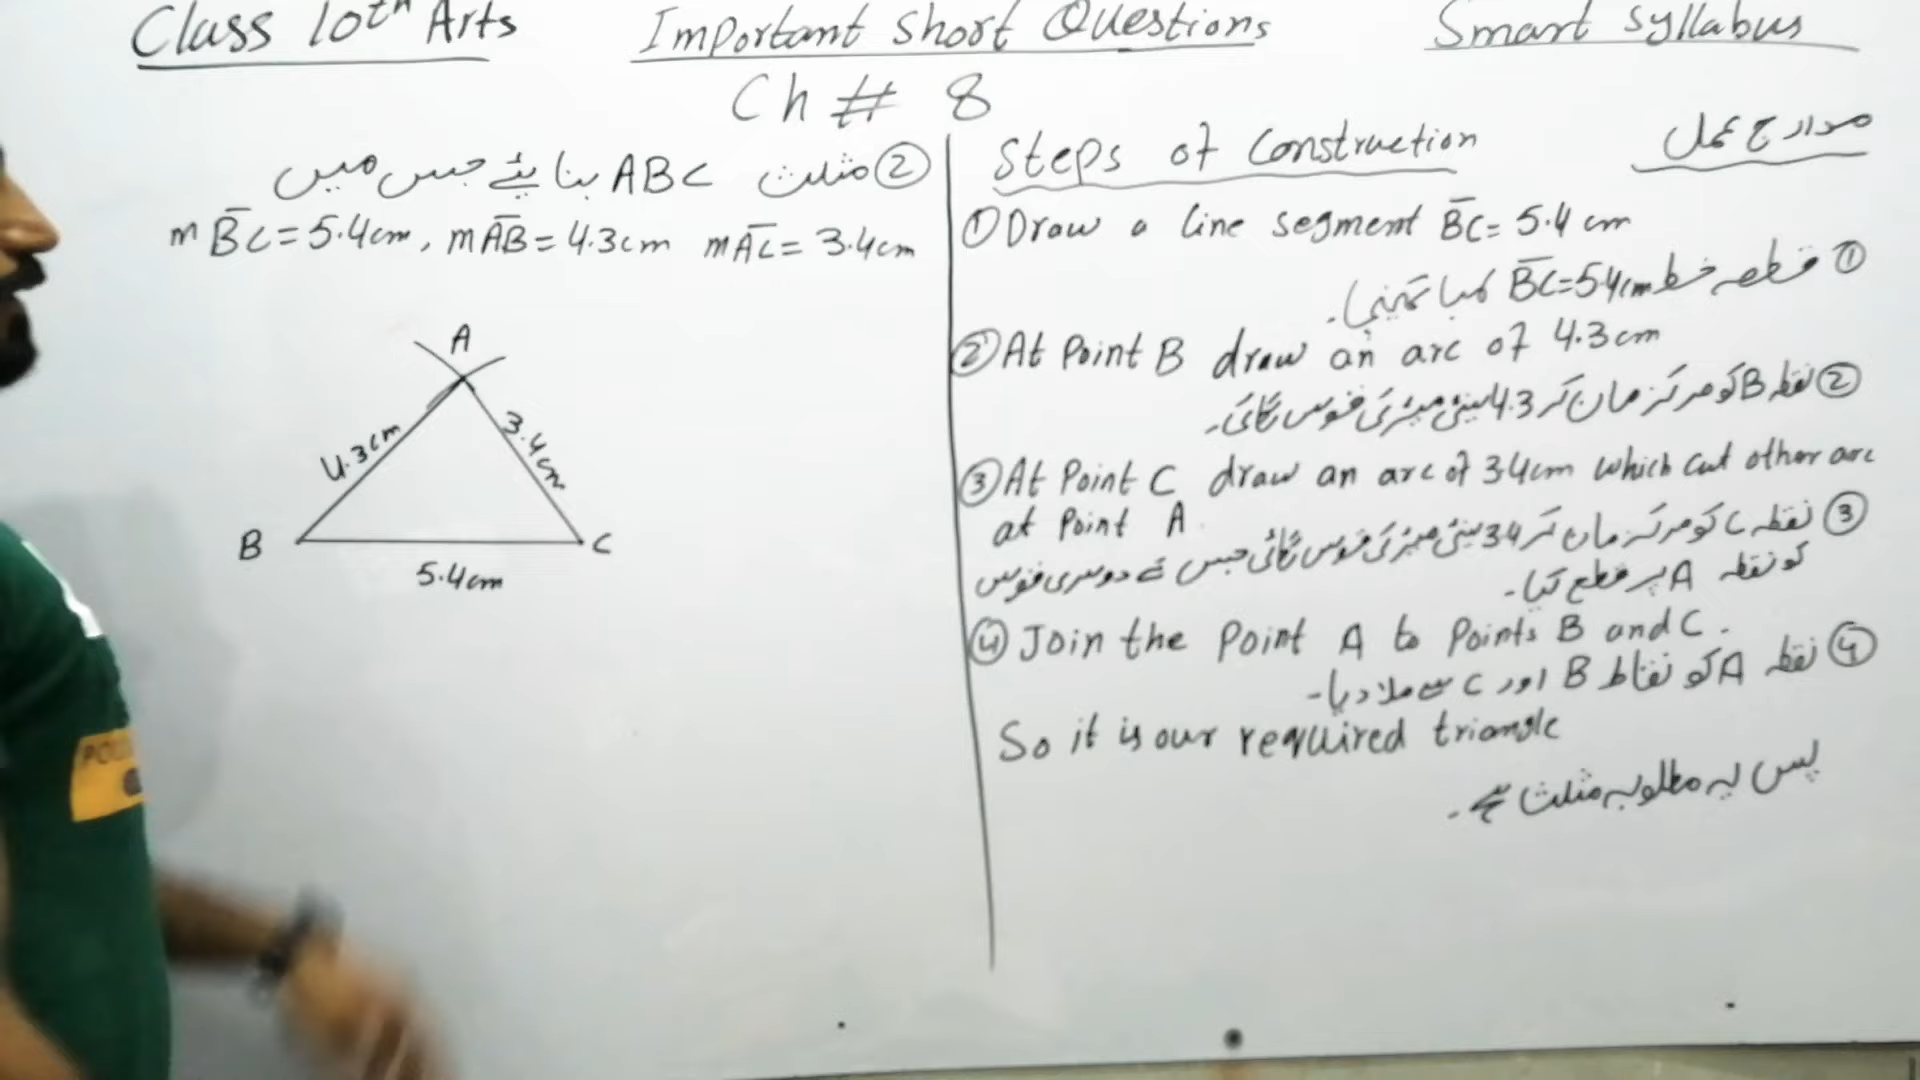 Class 10th Arts
Important Short Questions
Smart Syllabus
Ch # 8
② مثلث ABC بنایئے جس میں
mBC̅ = 5.4cm, mAB̅ = 4.3cm mAC̅ = 3.4cm
A
4.3cm
3.4cm
B
C
5.4cm
Steps of Construction
مدارج عمل
① Draw a line segment BC̅ = 5.4 cm
① قطعہ خط BC̅=5.4cm لمبا کھینچا۔
② At Point B draw an arc of 4.3cm
② نقطہ B کو مرکز مان کر 4.3 سینٹی میٹر کی قوس لگائی۔
③ At Point C draw an arc of 34cm which cut other arc
at Point A
③ نقطہ C کو مرکز مان کر 34 سینٹی میٹر کی قوس لگائی جس نے دوسری قوس
کو نقطہ A پر قطع کیا۔
④ Join the Point A to Points B and C.
④ نقطہ A کو نقاط B اور C سے ملا دیا۔
So it is our required triangle
پس یہ مطلوبہ مثلث ہے۔